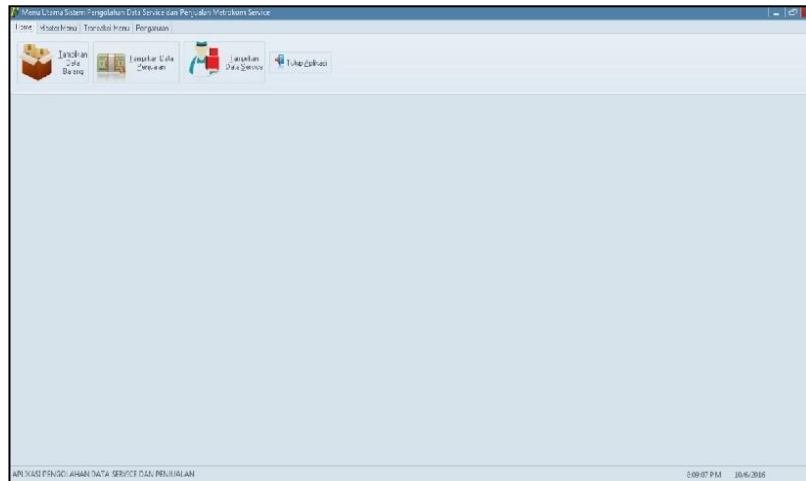 Menu Utama Sistem Pengolahan Data Service dan Penjualan Metrokom Service
Home Master Menu Transaksi Menu Pengaturan
Tampilkan Data Barang
Tampilkan Data Penjualan
Tampilkan Data Service
Tutup Aplikasi
APLIKASI PENGOLAHAN DATA SERVICE DAN PENJUALAN
10/6/2016